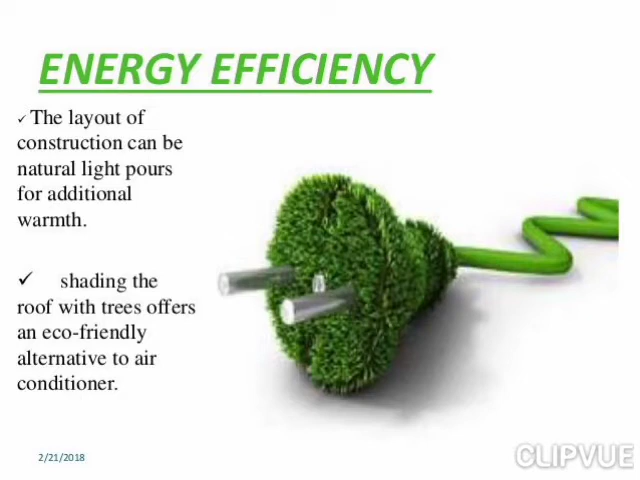 ENERGY EFFICIENCY
✓ The layout of
construction can be
natural light pours
for additional
warmth.
✓ shading the
roof with trees offers
an eco-friendly
alternative to air
conditioner.
2/21/2018
CLIPVUE